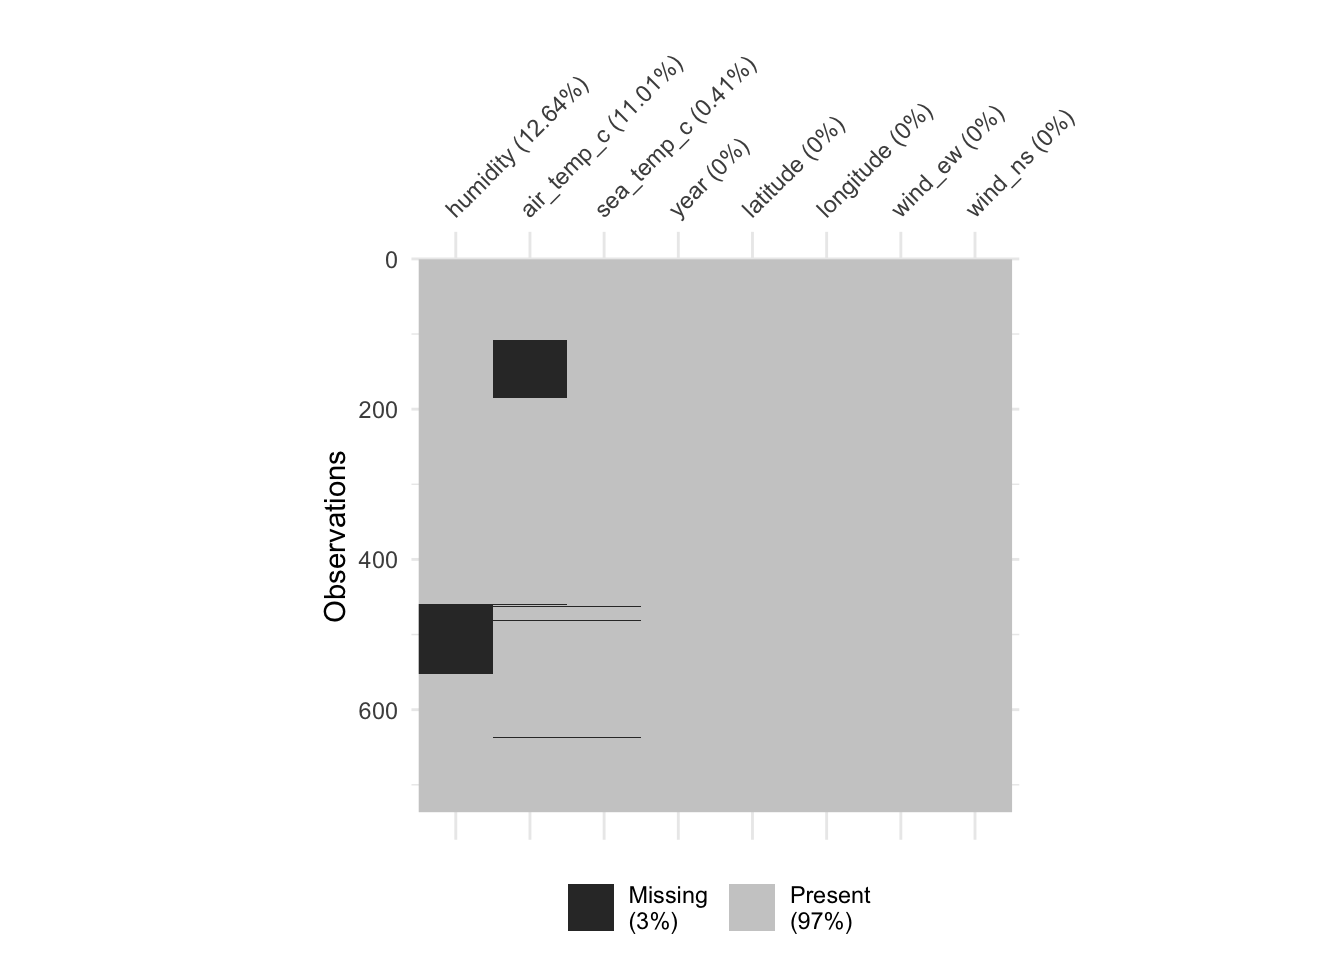 humidity (12.64%)
air_temp_c (11.01%)
sea_temp_c (0.41%)
year (0%)
latitude (0%)
longitude (0%)
wind_ew (0%)
wind_ns (0%)
0
200
400
600
Observations
Missing
(3%)
Present
(97%)